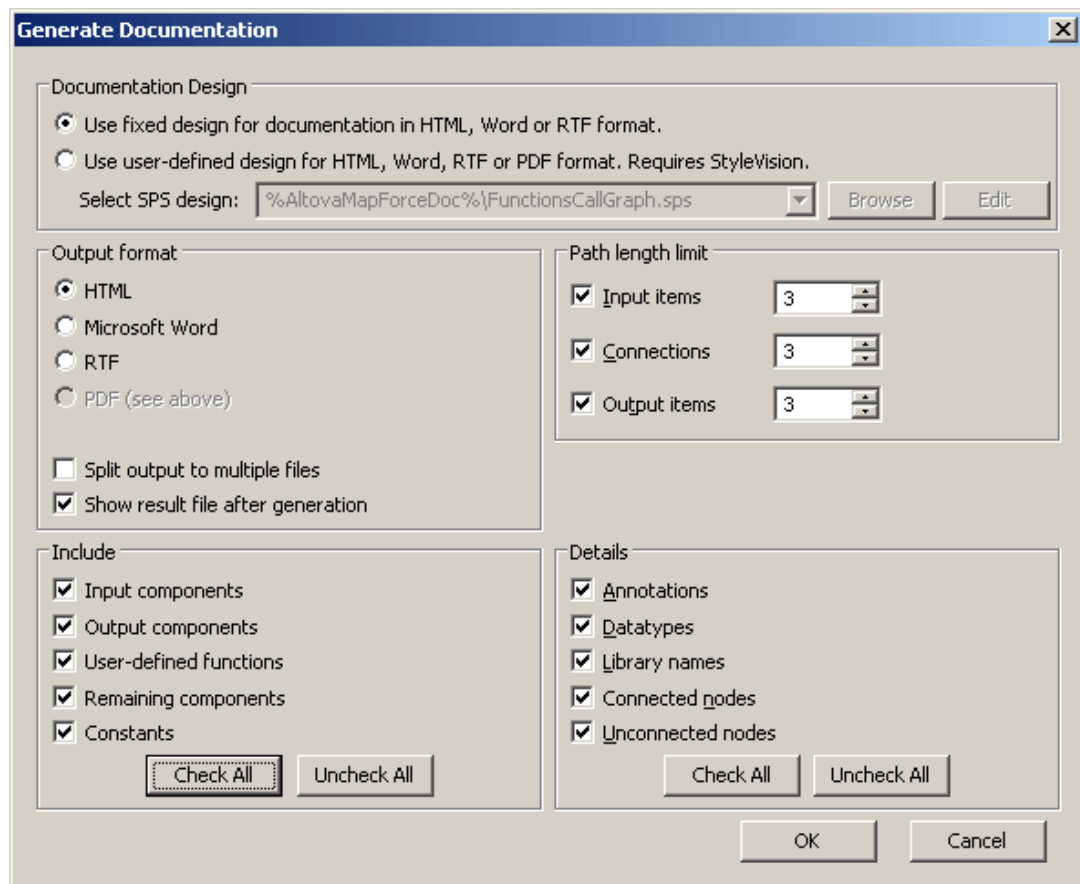 Generate Documentation
Documentation Design
Use fixed design for documentation in HTML, Word or RTF format.
Use user-defined design for HTML, Word, RTF or PDF format. Requires StyleVision.
Select SPS design: %AltovaMapForceDoc%\FunctionsCallGraph.sps Browse Edit
Output format
HTML
Microsoft Word
RTF
PDF (see above)
Split output to multiple files
Show result file after generation
Path length limit
Input items 3
Connections 3
Output items 3
Include
Input components
Output components
User-defined functions
Remaining components
Constants
Check All Uncheck All
Details
Annotations
Datatypes
Library names
Connected nodes
Unconnected nodes
Check All Uncheck All
OK Cancel